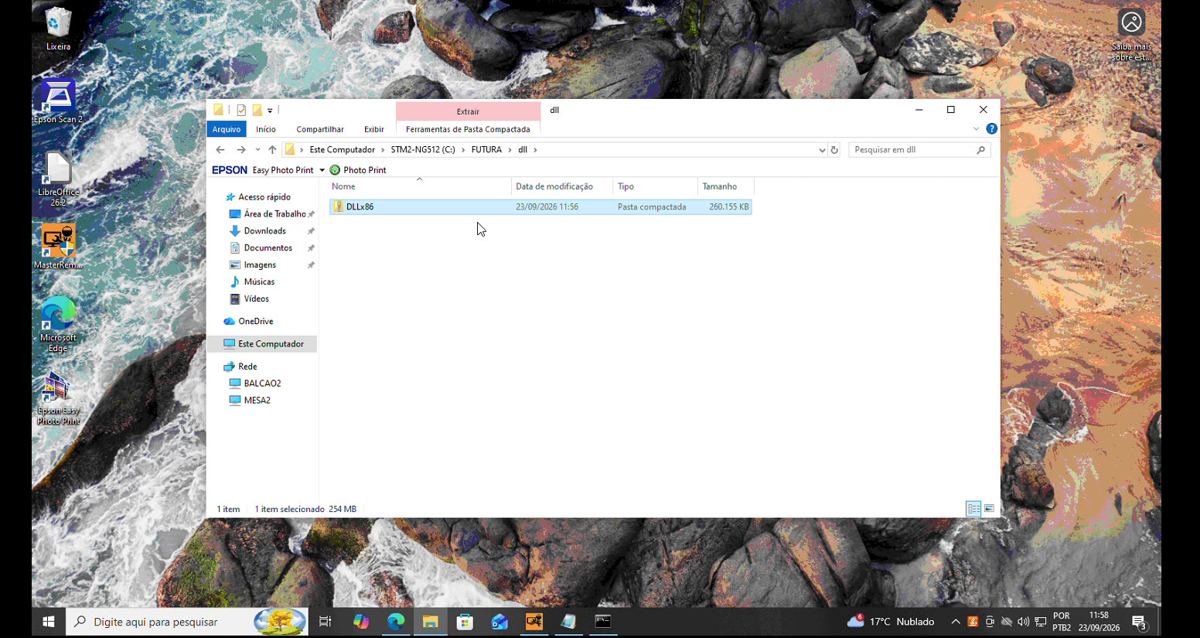 Lixeira
Epson Scan 2
LibreOffice
26.2
MasterRem...
Microsoft
Edge
Epson Easy
Photo Print
Saiba mais
sobre est...
Extrair
dll
Arquivo
Início
Compartilhar
Exibir
Ferramentas de Pasta Compactada
Este Computador > STM2-NG512 (C:) > FUTURA > dll >
Pesquisar em dll
EPSON Easy Photo Print
Photo Print
Nome
Data de modificação
Tipo
Tamanho
DLLx86
23/09/2026 11:56
Pasta compactada
260.155 KB
Acesso rápido
Área de Trabalho
Downloads
Documentos
Imagens
Músicas
Vídeos
OneDrive
Este Computador
Rede
BALCAO2
MESA2
1 item
1 item selecionado 254 MB
Digite aqui para pesquisar
17°C Nublado
POR
PTB2
11:58
23/09/2026
3